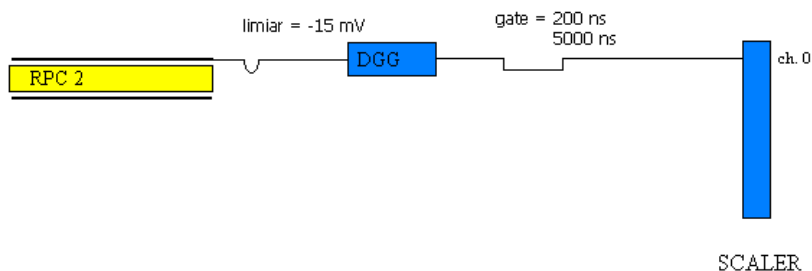 limiar = -15 mV
gate = 200 ns
5000 ns
RPC 2
DGG
ch. 0
SCALER